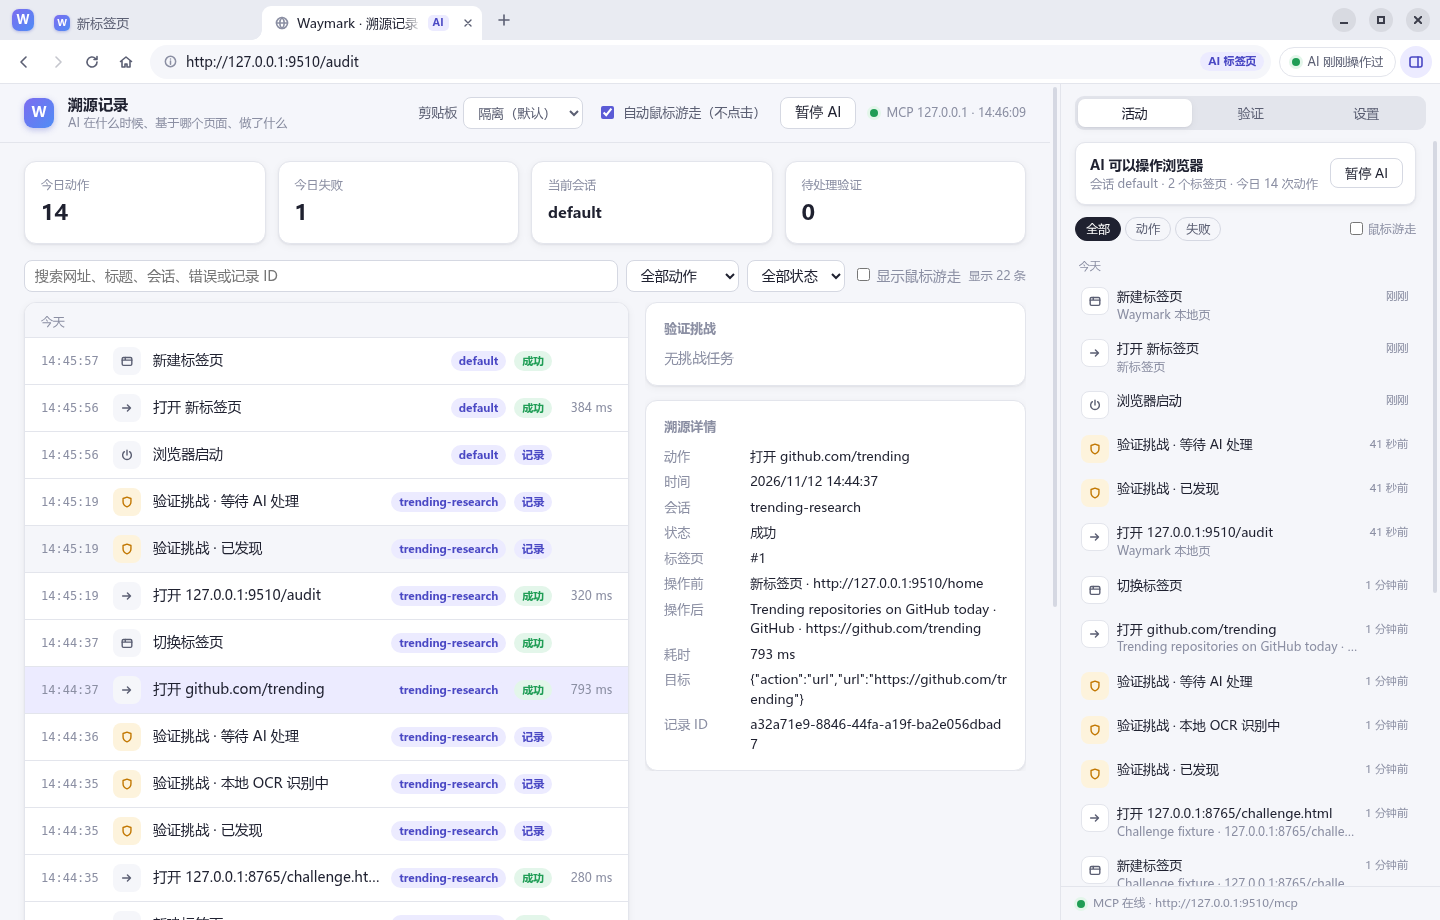 W
W 新标签页
Waymark · 溯源记录 AI
http://127.0.0.1:9510/audit
AI 标签页
AI 刚刚操作过
W
溯源记录
AI 在什么时候、基于哪个页面、做了什么
剪贴板
隔离（默认）
自动鼠标游走（不点击）
暂停 AI
MCP 127.0.0.1 · 14:46:09
今日动作
14
今日失败
1
当前会话
default
待处理验证
0
搜索网址、标题、会话、错误或记录 ID
全部动作
全部状态
显示鼠标游走
显示 22 条
今天
14:45:57 新建标签页 default 成功
14:45:56 打开 新标签页 default 成功 384 ms
14:45:56 浏览器启动 default 记录
14:45:19 验证挑战 · 等待 AI 处理 trending-research 记录
14:45:19 验证挑战 · 已发现 trending-research 记录
14:45:19 打开 127.0.0.1:9510/audit trending-research 成功 320 ms
14:44:37 切换标签页 trending-research 成功
14:44:37 打开 github.com/trending trending-research 成功 793 ms
14:44:36 验证挑战 · 等待 AI 处理 trending-research 记录
14:44:35 验证挑战 · 本地 OCR 识别中 trending-research 记录
14:44:35 验证挑战 · 已发现 trending-research 记录
14:44:35 打开 127.0.0.1:8765/challenge.ht... trending-research 成功 280 ms
验证挑战
无挑战任务
溯源详情
动作 打开 github.com/trending
时间 2026/11/12 14:44:37
会话 trending-research
状态 成功
标签页 #1
操作前 新标签页 · http://127.0.0.1:9510/home
操作后 Trending repositories on GitHub today ·
GitHub · https://github.com/trending
耗时 793 ms
目标 {"action":"url","url":"https://github.com/tr
ending"}
记录 ID a32a71e9-8846-44fa-a19f-ba2e056dbad
7
活动
验证
设置
AI 可以操作浏览器
会话 default · 2 个标签页 · 今日 14 次动作
暂停 AI
全部
动作
失败
鼠标游走
今天
新建标签页 刚刚
Waymark 本地页
打开 新标签页 刚刚
新标签页
浏览器启动 刚刚
验证挑战 · 等待 AI 处理 41 秒前
验证挑战 · 已发现 41 秒前
打开 127.0.0.1:9510/audit 41 秒前
Waymark 本地页
切换标签页 1 分钟前
打开 github.com/trending 1 分钟前
Trending repositories on GitHub today · ...
验证挑战 · 等待 AI 处理 1 分钟前
验证挑战 · 本地 OCR 识别中 1 分钟前
验证挑战 · 已发现 1 分钟前
打开 127.0.0.1:8765/challenge.html 1 分钟前
Challenge fixture · 127.0.0.1:8765/challe...
新建标签页 1 分钟前
Challenge fixture · 127.0.0.1:8765/challe...
MCP 在线 · http://127.0.0.1:9510/mcp